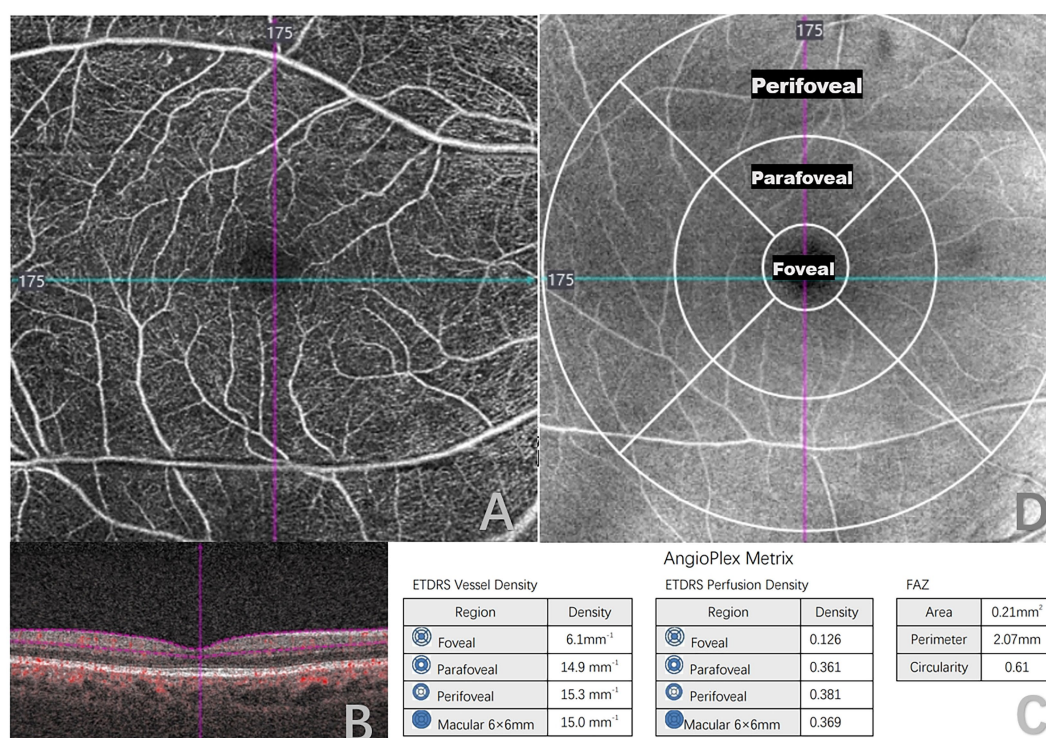 175
175
A
175
Perifoveal
Parafoveal
Foveal
175
D
B
AngioPlex Metrix
ETDRS Vessel Density
Region Density
Foveal 6.1mm⁻¹
Parafoveal 14.9 mm⁻¹
Perifoveal 15.3 mm⁻¹
Macular 6×6mm 15.0 mm⁻¹
ETDRS Perfusion Density
Region Density
Foveal 0.126
Parafoveal 0.361
Perifoveal 0.381
Macular 6×6mm 0.369
FAZ
Area 0.21mm²
Perimeter 2.07mm
Circularity 0.61
C